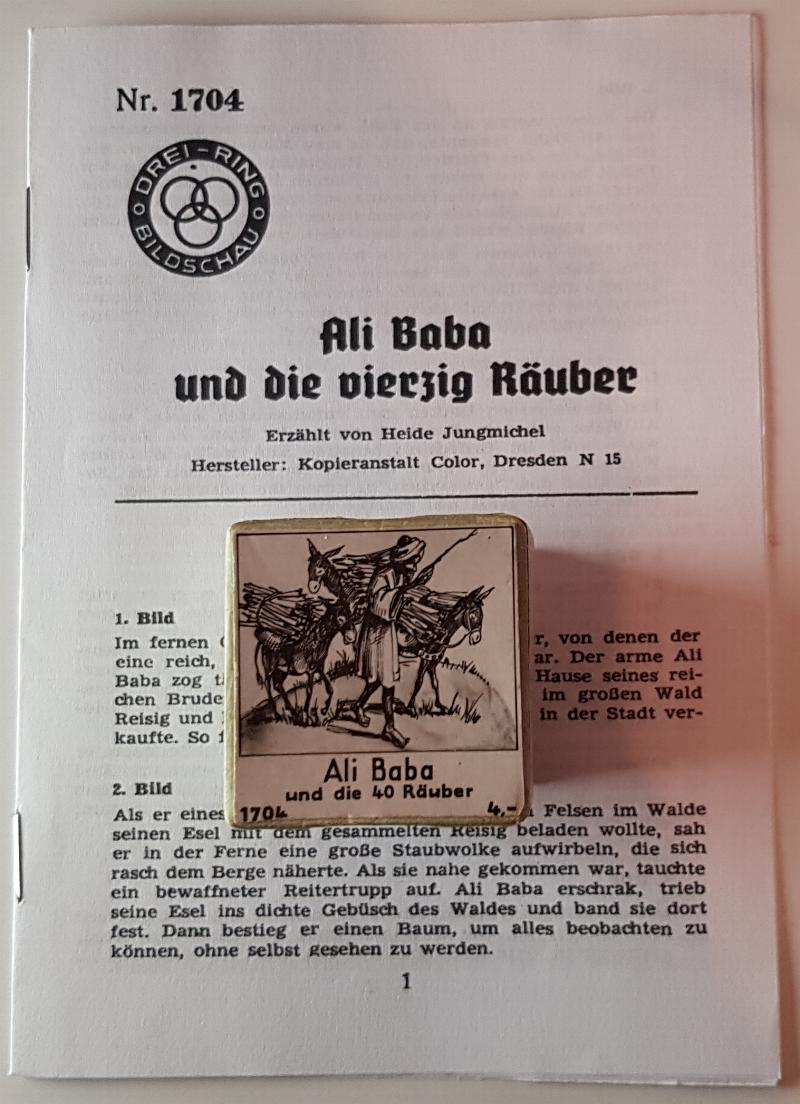 Nr. 1704
DREI-RING
BILDSCHAU
Ali Baba
und die vierzig Räuber
Erzählt von Heide Jungmichel
Hersteller: Kopieranstalt Color, Dresden N 15
1. Bild
Im fernen r, von denen der
eine reich, ar. Der arme Ali
Baba zog Hause seines rei-
chen Brude im großen Wald
Reisig und in der Stadt ver-
kaufte. So
Ali Baba
und die 40 Räuber
1704 4,-
2. Bild
Als er eines Felsen im Walde
seinen Esel mit dem gesammelten Reisig beladen wollte, sah
er in der Ferne eine große Staubwolke aufwirbeln, die sich
rasch dem Berge näherte. Als sie nahe gekommen war, tauchte
ein bewaffneter Reitertrupp auf. Ali Baba erschrak, trieb
seine Esel ins dichte Gebüsch des Waldes und band sie dort
fest. Dann bestieg er einen Baum, um alles beobachten zu
können, ohne selbst gesehen zu werden.
1